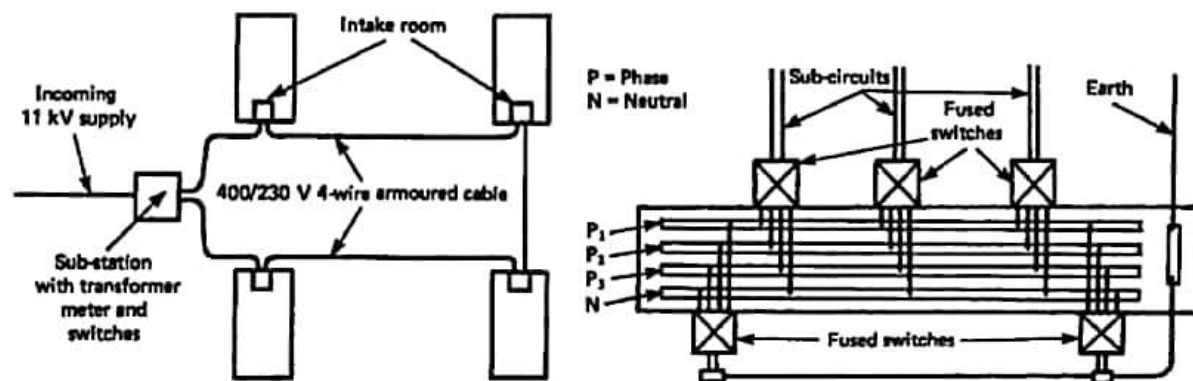 Intake room
Incoming
11 kV supply
400/230 V 4-wire armoured cable
Sub-station
with transformer
meter and
switches
P = Phase
N = Neutral
Sub-circuits
Fused
switches
Earth
P₁
P₂
P₃
N
Fused switches